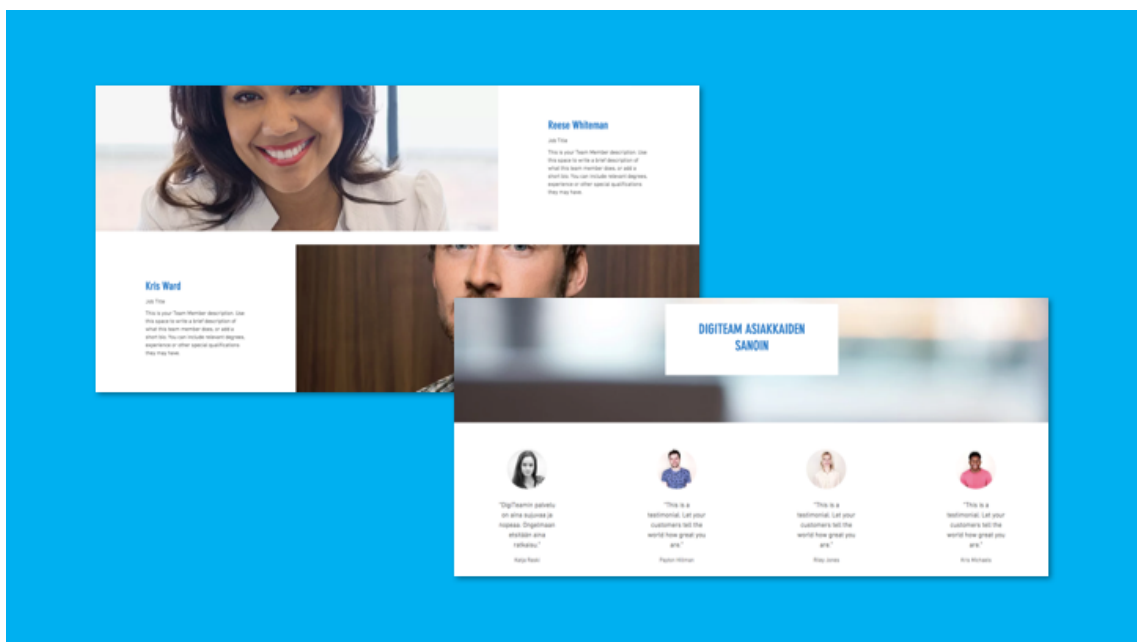 Reese Whiteman
Job Title
This is your Team Member description. Use
this space to write a brief description of
what this team member does, or add a
short bio. You can include relevant degrees,
experience or other special qualifications
they may have.
Kris Ward
Job Title
This is your Team Member description. Use
this space to write a brief description of
what this team member does, or add a
short bio. You can include relevant degrees,
experience or other special qualifications
they may have.
DIGITEAM ASIAKKAIDEN
SANOIN
"DigiTeamin palvelu
on aina sujuvaa ja
nopeaa. Ongelmaan
etsitään aina
ratkaisu."
"This is a
testimonial. Let your
customers tell the
world how great you
are."
Payton Hillman
"This is a
testimonial. Let your
customers tell the
world how great you
are."
Riley Jones
"This is a
testimonial. Let your
customers tell the
world how great you
are."
Kris Michaels